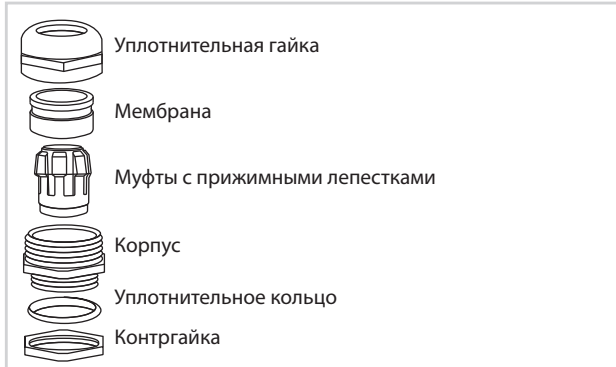 Уплотнительная гайка
Мембрана
Муфты с прижимными лепестками
Корпус
Уплотнительное кольцо
Контргайка